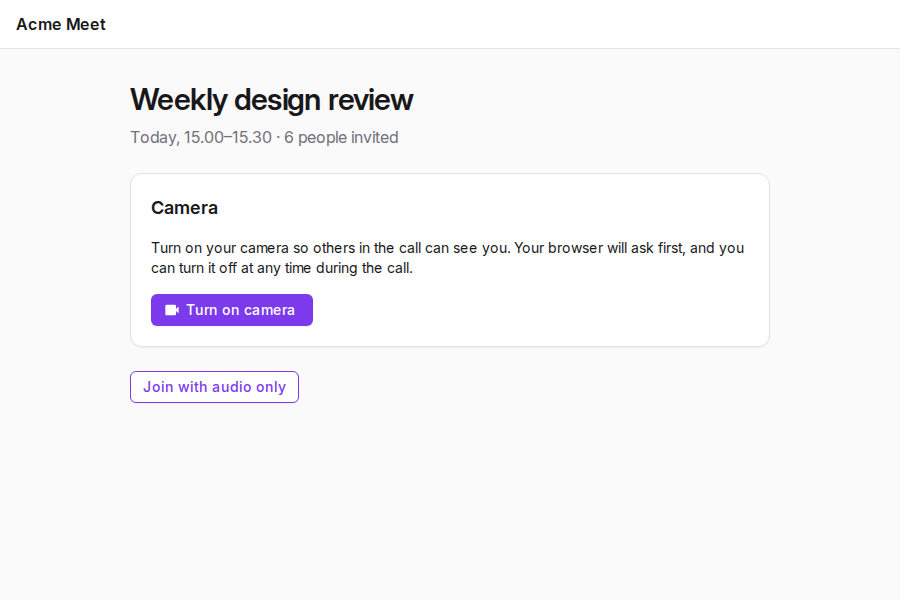 Acme Meet
Weekly design review
Today, 15.00–15.30 · 6 people invited
Camera
Turn on your camera so others in the call can see you. Your browser will ask first, and you
can turn it off at any time during the call.
Turn on camera
Join with audio only